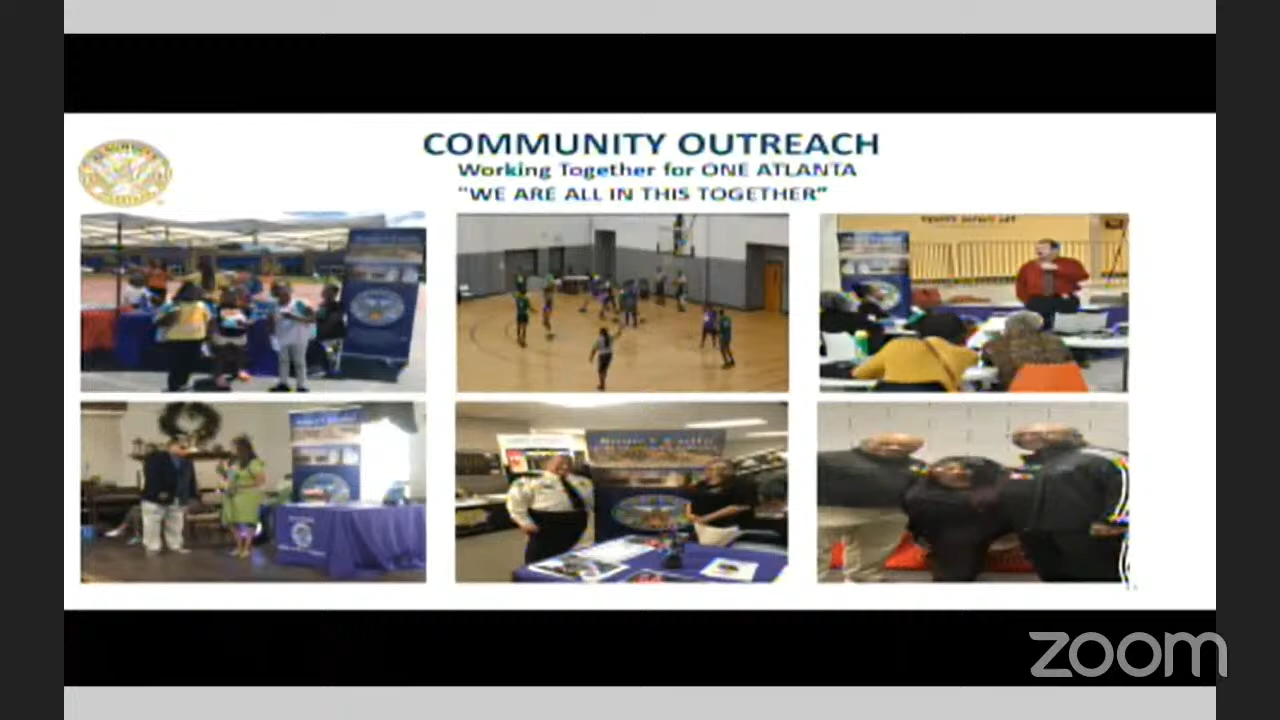 COMMUNITY OUTREACH
Working Together for ONE ATLANTA
"WE ARE ALL IN THIS TOGETHER"
zoom